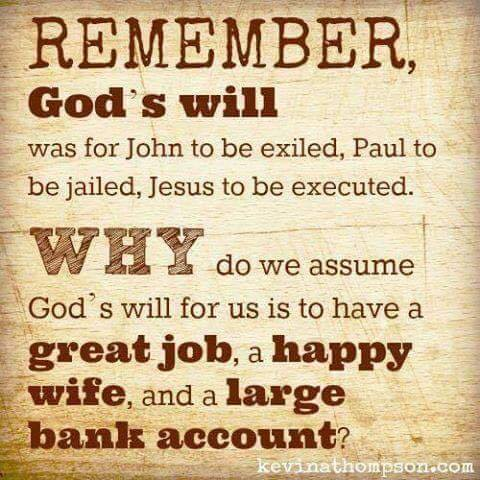 REMEMBER,
God's will
was for John to be exiled, Paul to
be jailed, Jesus to be executed.
WHY do we assume
God's will for us is to have a
great job, a happy
wife, and a large
bank account?
kevinathompson.com